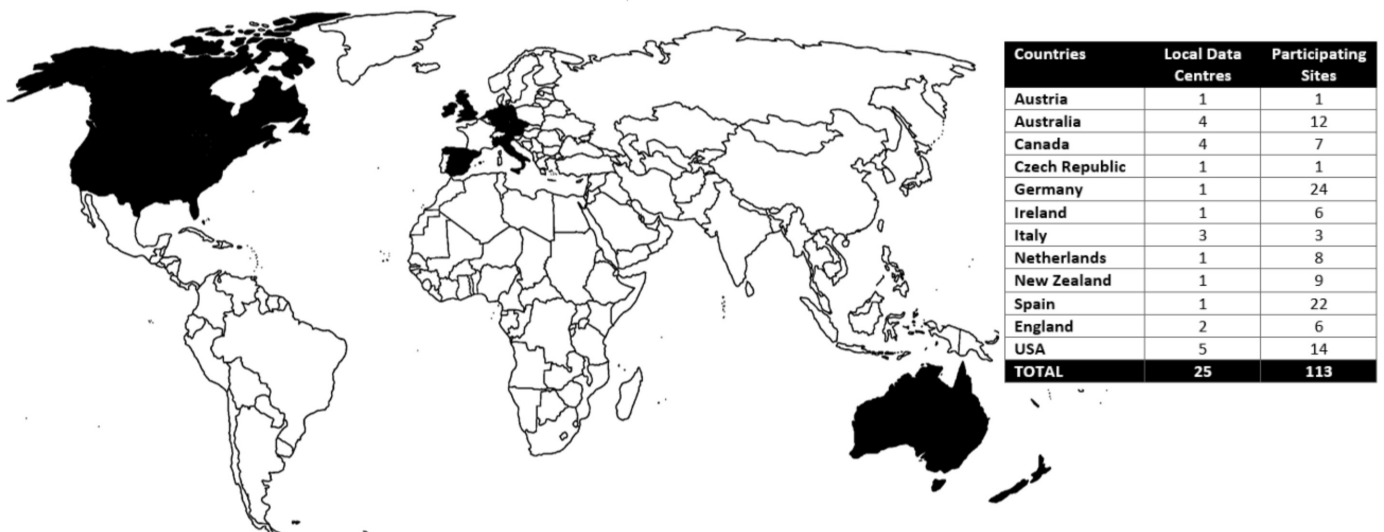 Countries Local Data Centres Participating Sites
Austria 1 1
Australia 4 12
Canada 4 7
Czech Republic 1 1
Germany 1 24
Ireland 1 6
Italy 3 3
Netherlands 1 8
New Zealand 1 9
Spain 1 22
England 2 6
USA 5 14
TOTAL 25 113